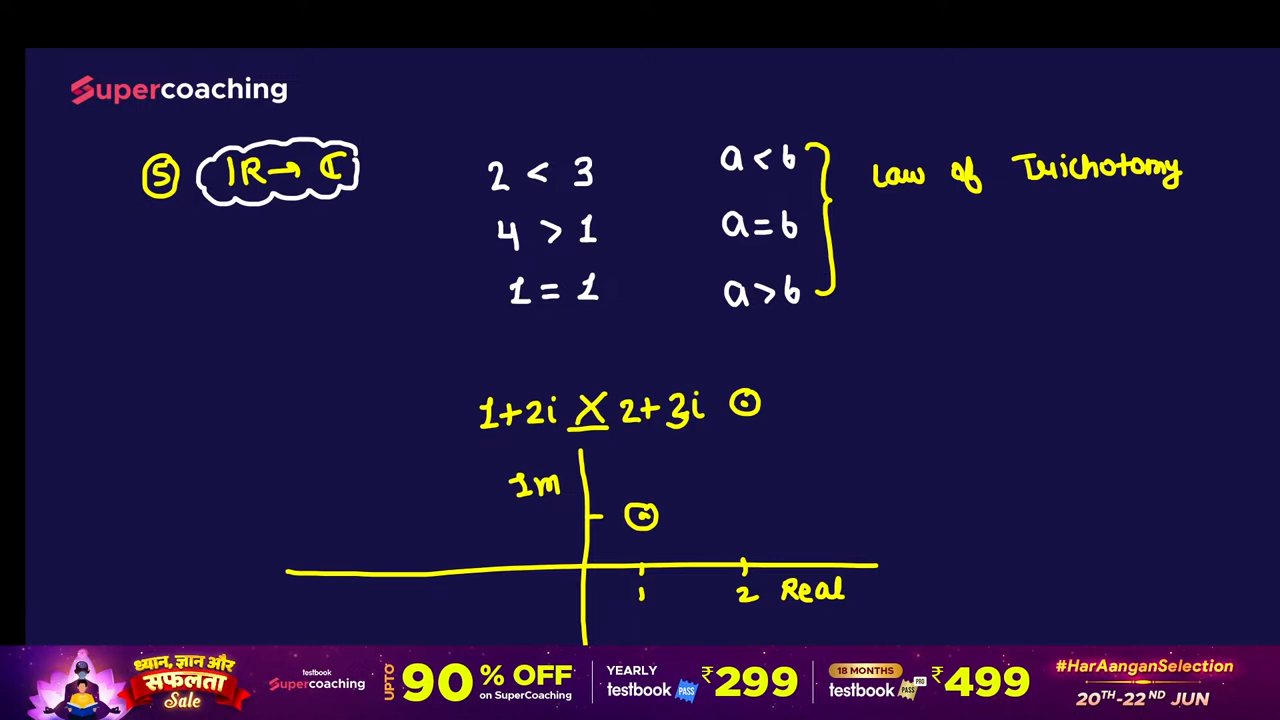 Supercoaching
5 IR → ℂ
2 < 3
4 > 1
1 = 1
a < b
a = b
a > b
Law of Trichotomy
1+2i X 2+3i
Im
1 2 Real
ध्यान, ज्ञान और
सफलता
Sale
testbook
Supercoaching
UPTO 90% OFF
on SuperCoaching
YEARLY
testbook PASS ₹299
18 MONTHS
testbook PASS PRO ₹499
#HarAanganSelection
20TH-22ND JUN